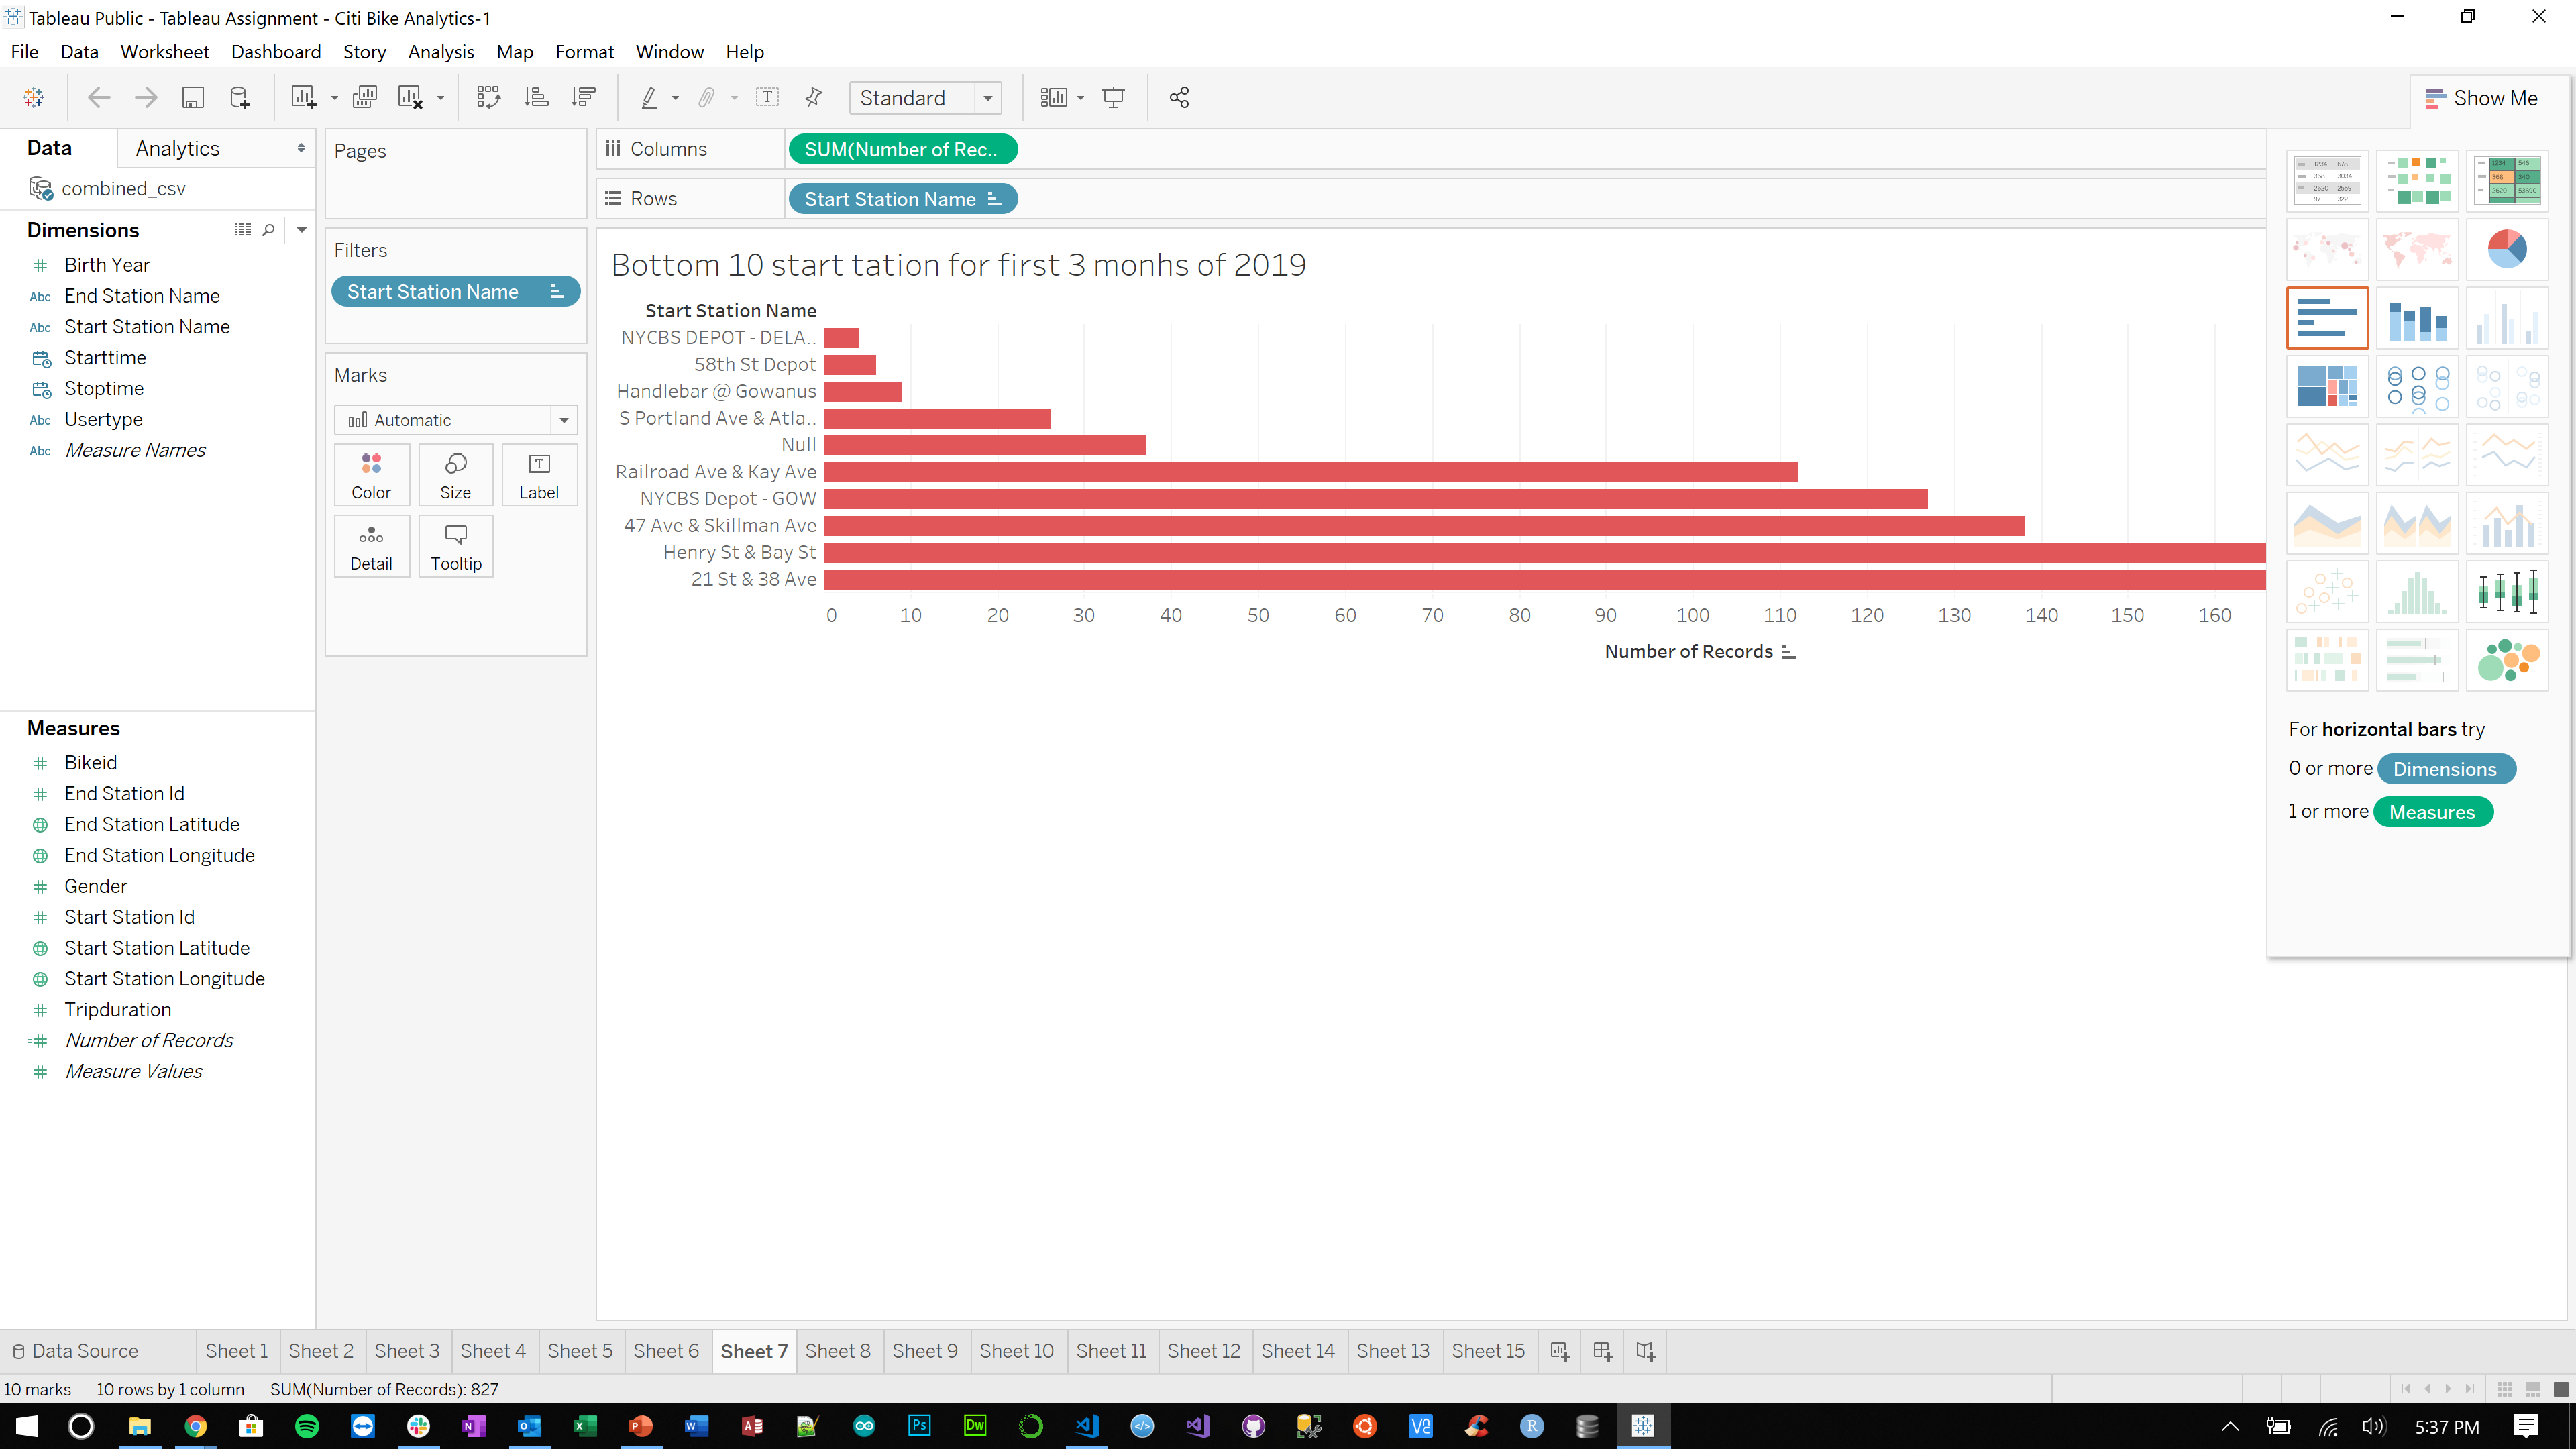 Tableau Public - Tableau Assignment - Citi Bike Analytics-1
File Data Worksheet Dashboard Story Analysis Map Format Window Help
Standard
Show Me
Data
Analytics
combined_csv
Dimensions
Birth Year
Abc End Station Name
Abc Start Station Name
Starttime
Stoptime
Abc Usertype
Abc Measure Names
Measures
Bikeid
End Station Id
End Station Latitude
End Station Longitude
Gender
Start Station Id
Start Station Latitude
Start Station Longitude
Tripduration
Number of Records
Measure Values
Pages
Filters
Start Station Name
Marks
Automatic
Color Size Label
Detail Tooltip
Columns SUM(Number of Rec..
Rows Start Station Name
Bottom 10 start tation for first 3 monhs of 2019
Start Station Name
NYCBS DEPOT - DELA..
58th St Depot
Handlebar @ Gowanus
S Portland Ave & Atla..
Null
Railroad Ave & Kay Ave
NYCBS Depot - GOW
47 Ave & Skillman Ave
Henry St & Bay St
21 St & 38 Ave
0 10 20 30 40 50 60 70 80 90 100 110 120 130 140 150 160
Number of Records
For horizontal bars try
0 or more Dimensions
1 or more Measures
Data Source Sheet 1 Sheet 2 Sheet 3 Sheet 4 Sheet 5 Sheet 6 Sheet 7 Sheet 8 Sheet 9 Sheet 10 Sheet 11 Sheet 12 Sheet 14 Sheet 13 Sheet 15
10 marks 10 rows by 1 column SUM(Number of Records): 827
5:37 PM